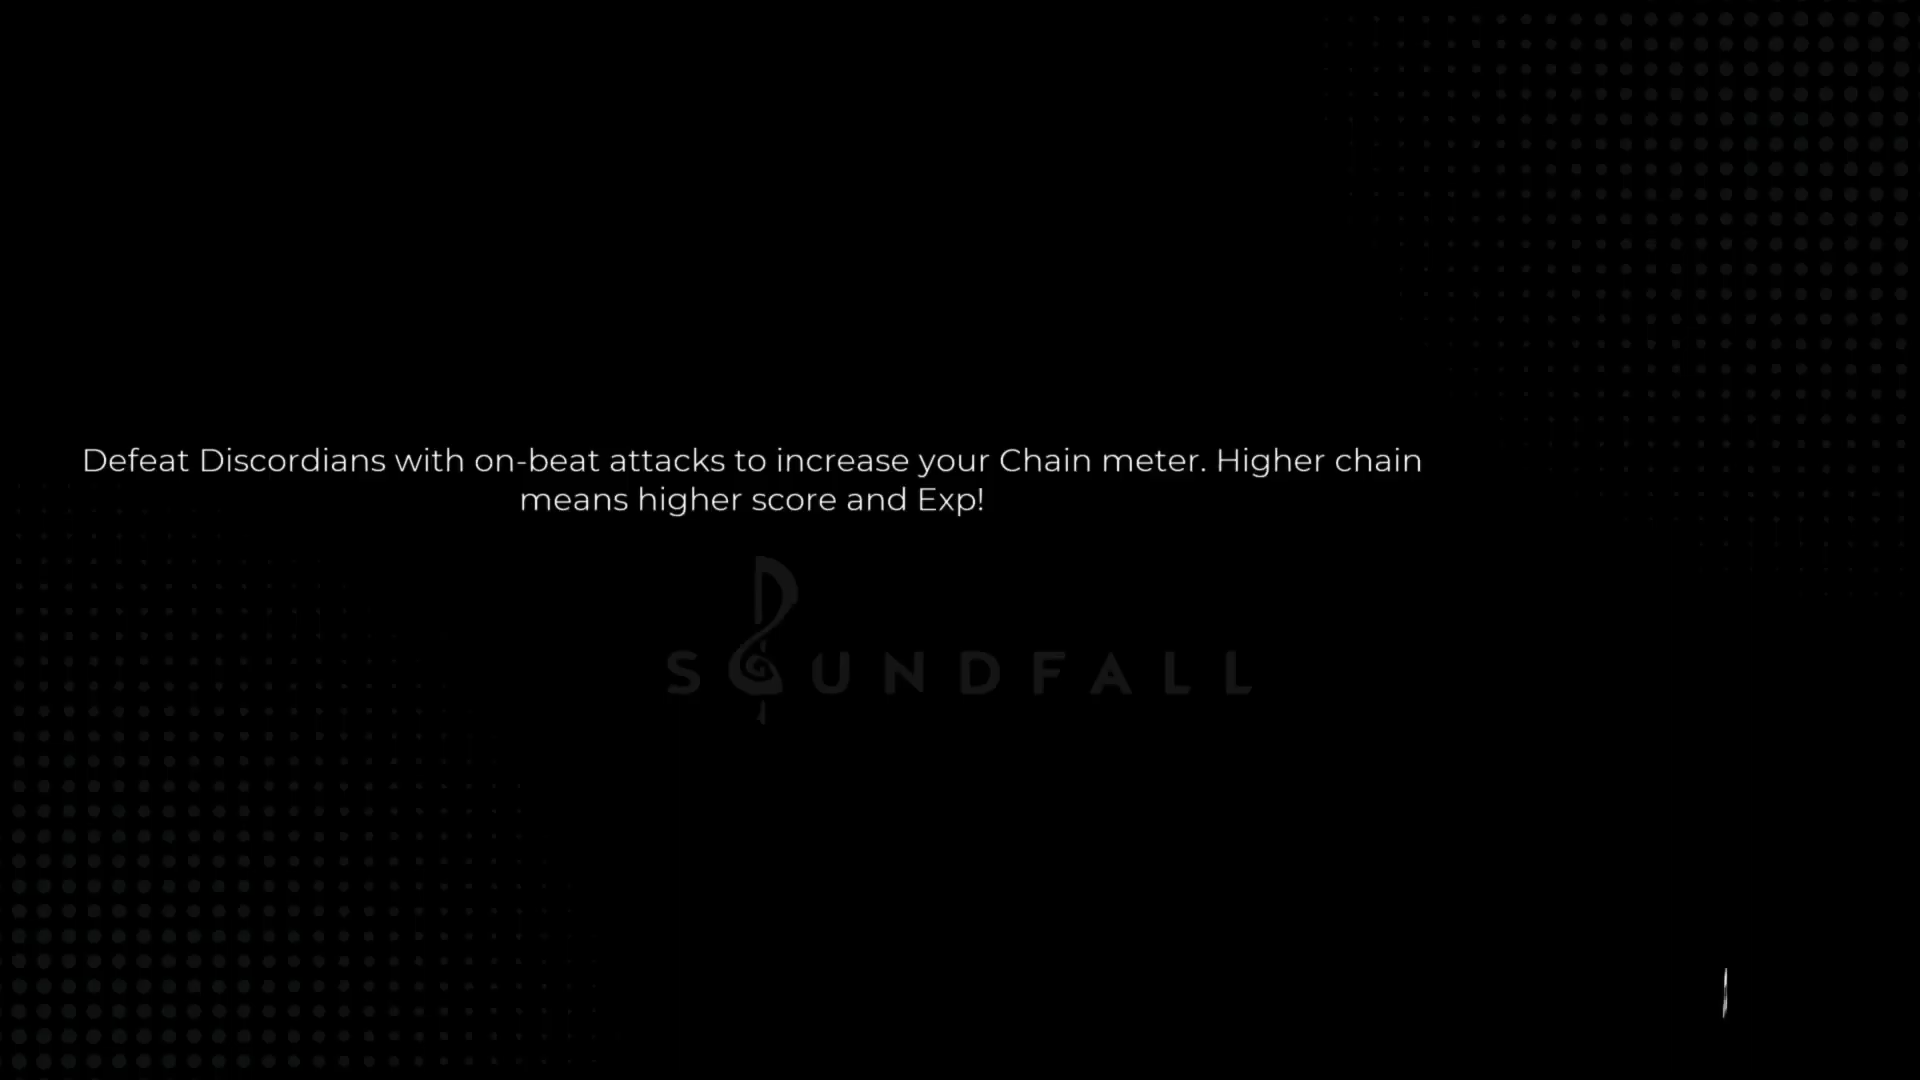 Defeat Discordians with on-beat attacks to increase your Chain meter. Higher chain
means higher score and Exp!
SOUNDFALL